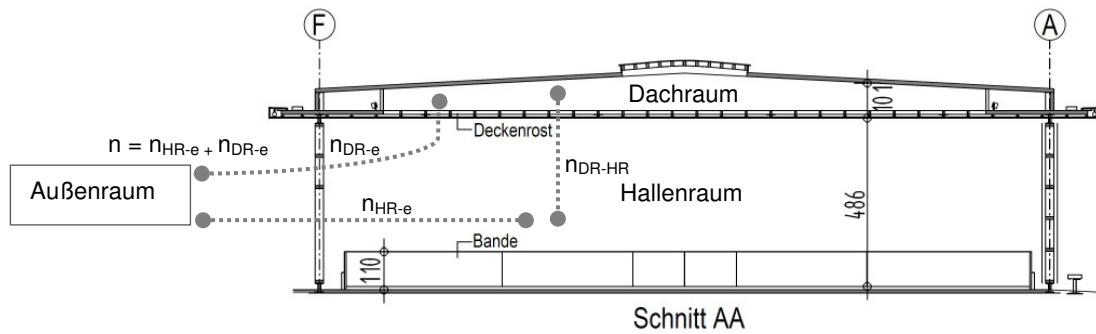 F
A
Dachraum
101
Deckenrost
n = nHR-e + nDR-e
nDR-e
nDR-HR
Außenraum
Hallenraum
nHR-e
486
Bande
110
Schnitt AA